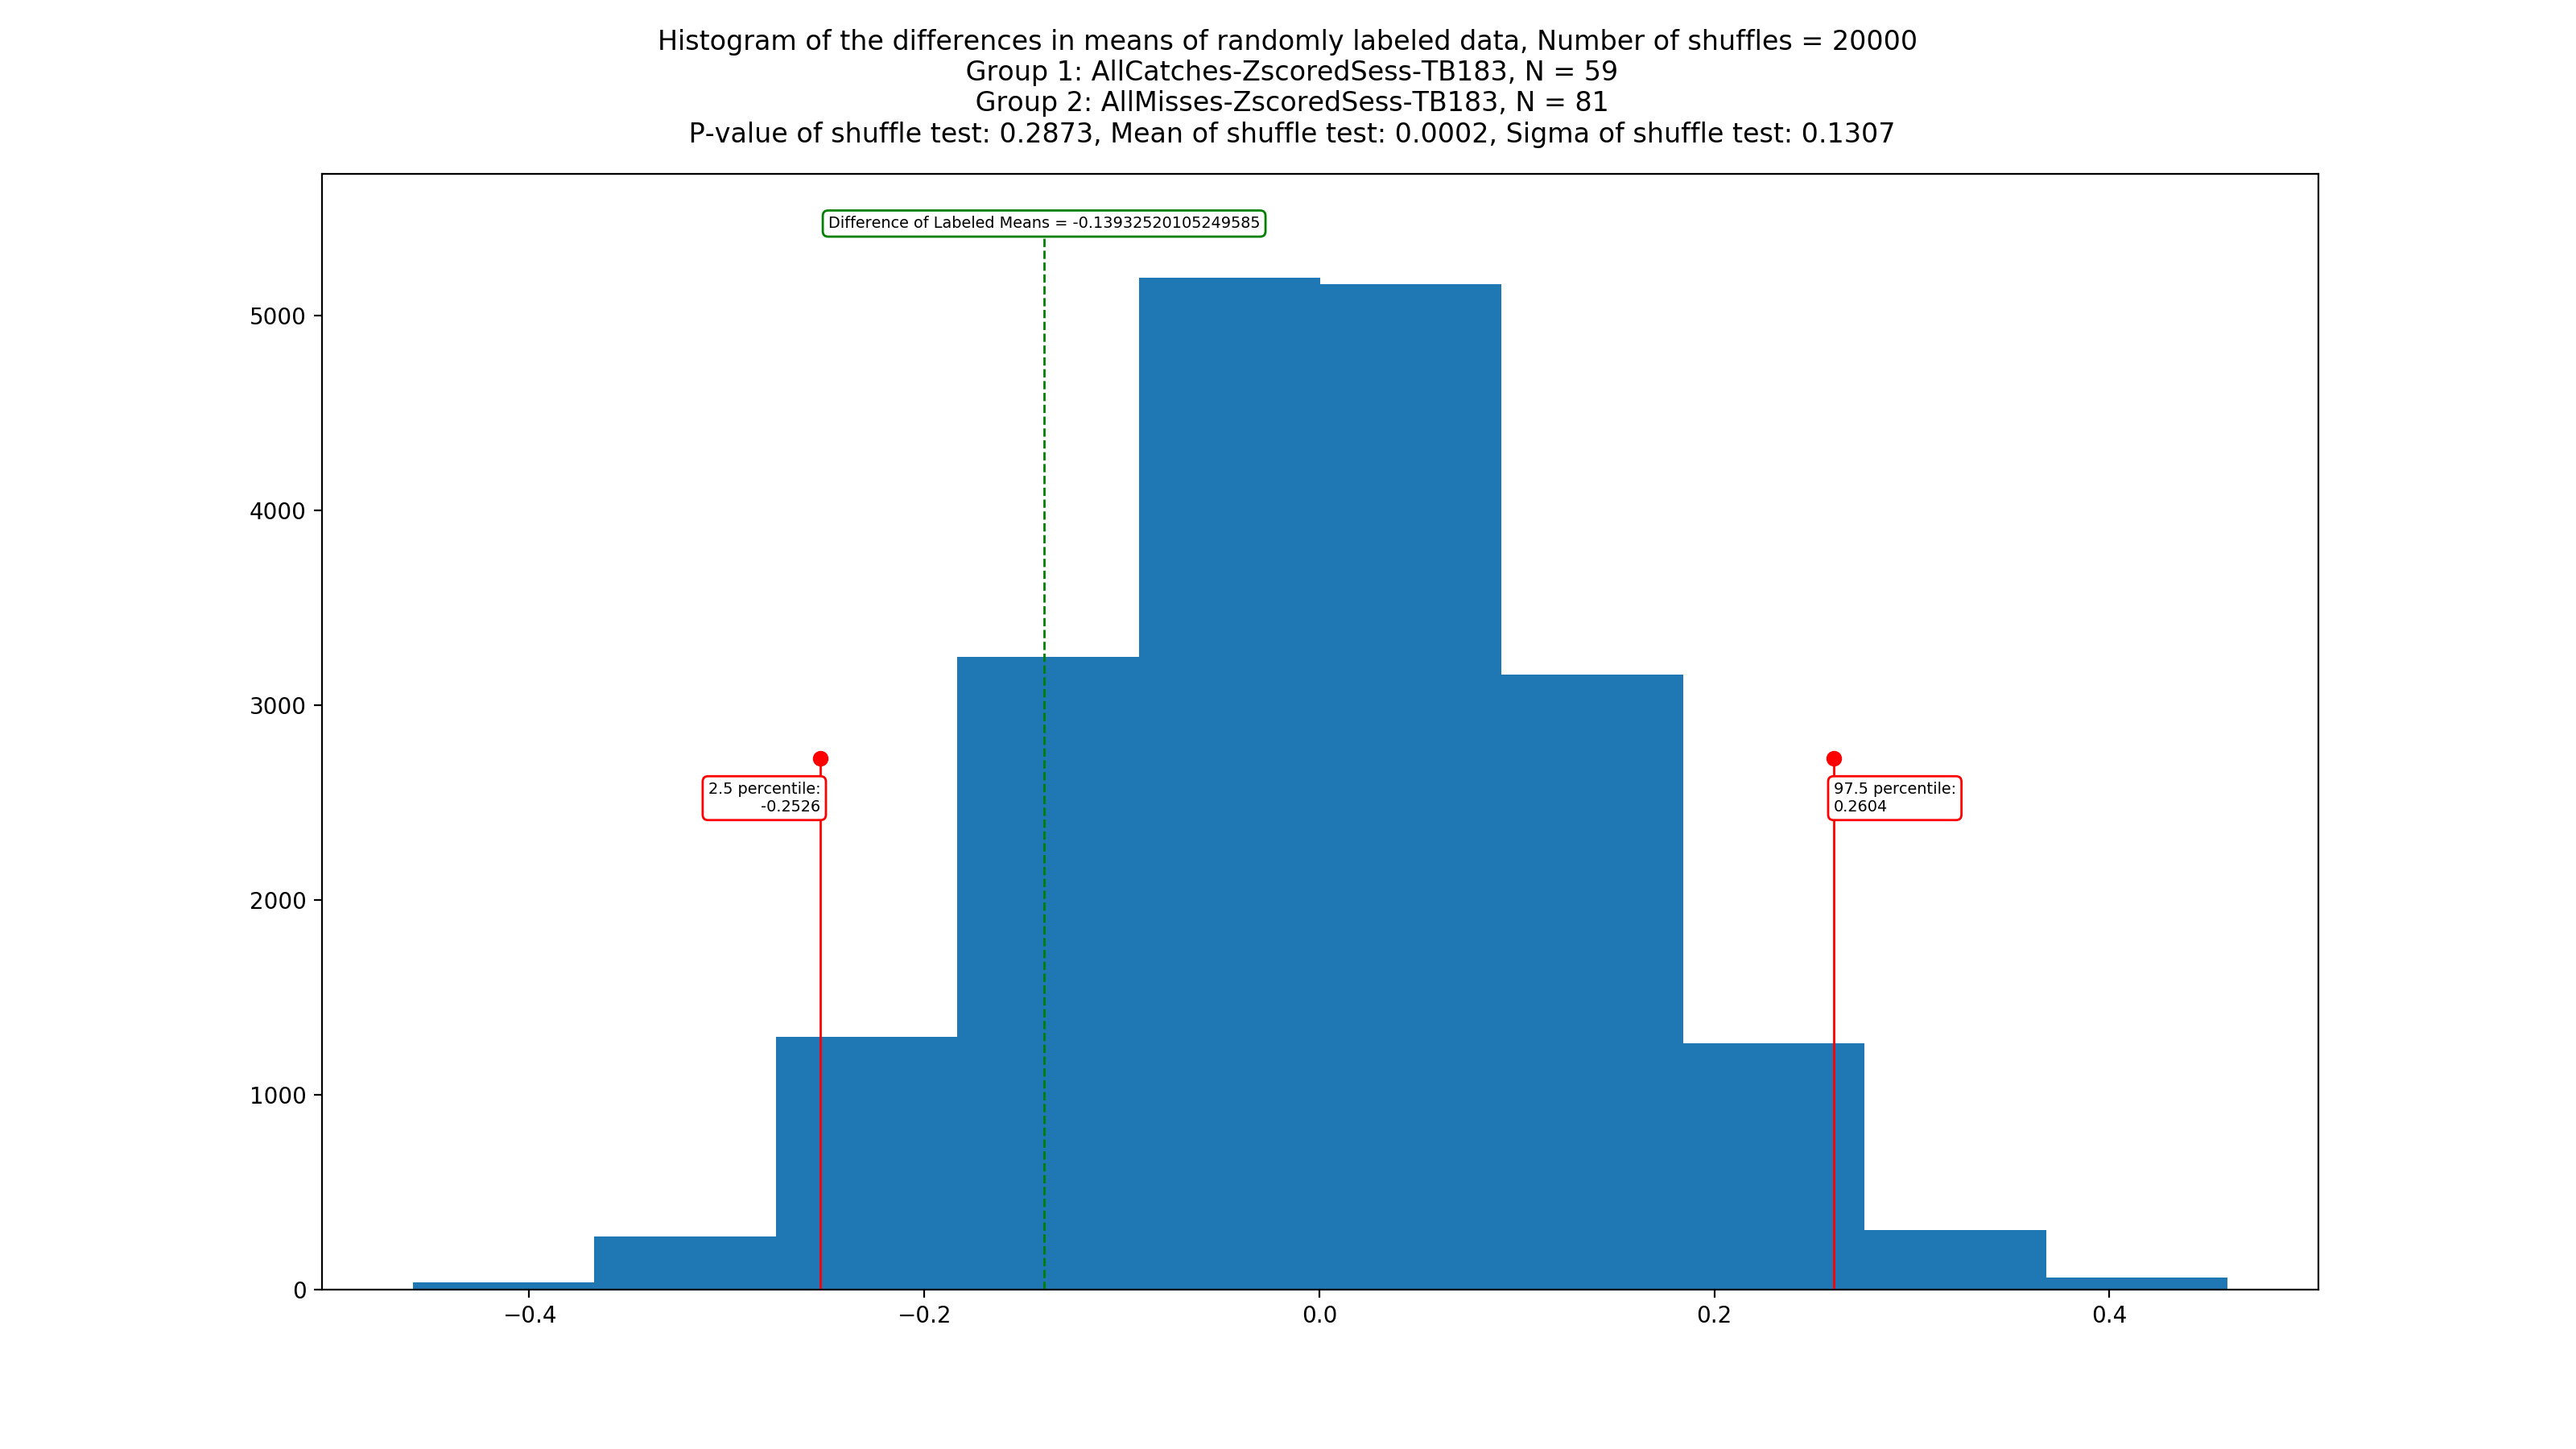 Histogram of the differences in means of randomly labeled data, Number of shuffles = 20000
Group 1: AllCatches-ZscoredSess-TB183, N = 59
Group 2: AllMisses-ZscoredSess-TB183, N = 81
P-value of shuffle test: 0.2873, Mean of shuffle test: 0.0002, Sigma of shuffle test: 0.1307
Difference of Labeled Means = -0.13932520105249585
5000
4000
3000
2.5 percentile:
-0.2526
97.5 percentile:
0.2604
2000
1000
0
−0.4
−0.2
0.0
0.2
0.4